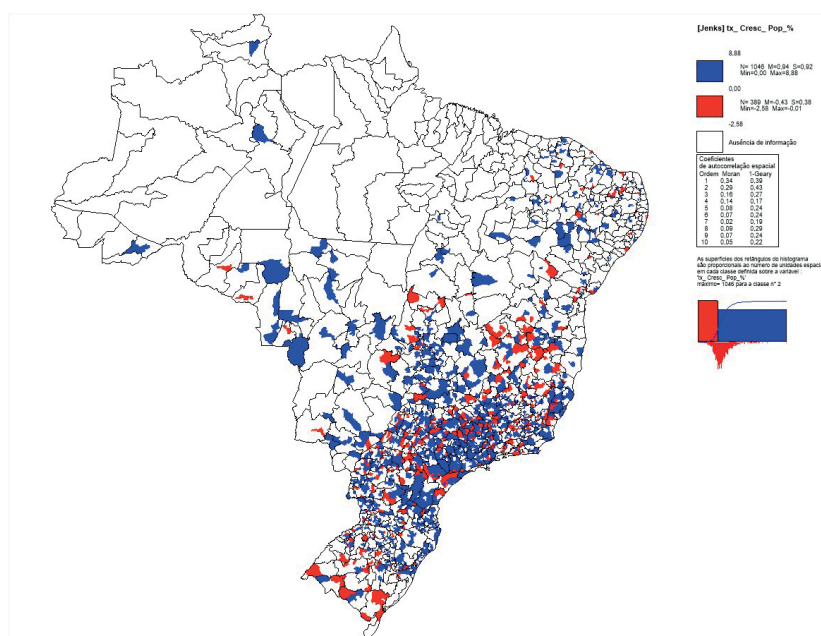 [Jenks] tx_ Cresc_ Pop_%
8,88
N= 1046 M=0,94 S=0,92
Min=0,00 Max=8,88
0,00
N= 389 M=-0,43 S=0,38
Min=-2,58 Max=-0,01
-2,58
Ausência de informação
Coeficientes
de autocorrelação espacial
Ordem Moran 1-Geary
1 0,34 0,39
2 0,29 0,43
3 0,16 0,27
4 0,14 0,17
5 0,08 0,24
6 0,07 0,24
7 0,02 0,19
8 0,09 0,29
9 0,07 0,24
10 0,05 0,22
As superfícies dos retângulos do histograma
são proporcionais ao número de unidades espaci
em cada classe definida sobre a variável :
'tx_ Cresc_ Pop_%'
máximo= 1046 para a classe n° 2